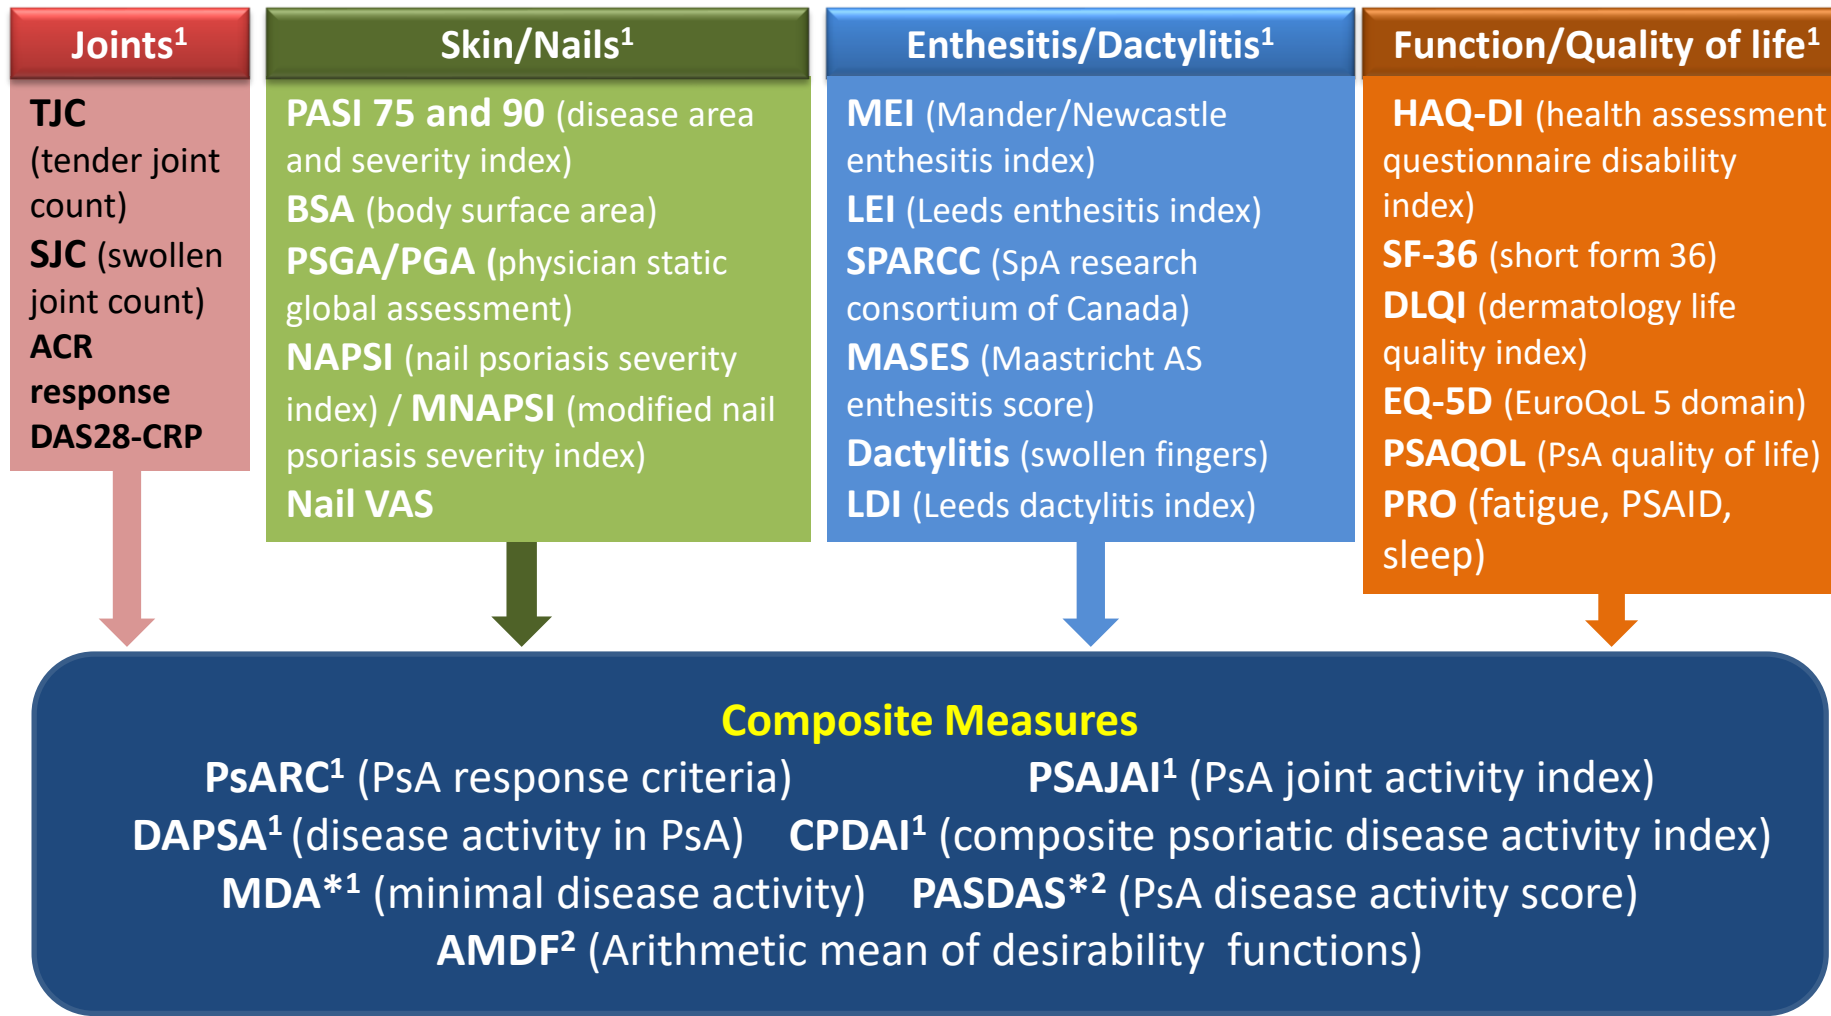 Joints¹
TJC
(tender joint
count)
SJC (swollen
joint count)
ACR
response
DAS28-CRP
Skin/Nails¹
PASI 75 and 90 (disease area
and severity index)
BSA (body surface area)
PSGA/PGA (physician static
global assessment)
NAPSI (nail psoriasis severity
index) / MNAPSI (modified nail
psoriasis severity index)
Nail VAS
Enthesitis/Dactylitis¹
MEI (Mander/Newcastle
enthesitis index)
LEI (Leeds enthesitis index)
SPARCC (SpA research
consortium of Canada)
MASES (Maastricht AS
enthesitis score)
Dactylitis (swollen fingers)
LDI (Leeds dactylitis index)
Function/Quality of life¹
HAQ-DI (health assessment
questionnaire disability
index)
SF-36 (short form 36)
DLQI (dermatology life
quality index)
EQ-5D (EuroQoL 5 domain)
PSAQOL (PsA quality of life)
PRO (fatigue, PSAID,
sleep)
Composite Measures
PsARC¹ (PsA response criteria) PSAJAI¹ (PsA joint activity index)
DAPSA¹ (disease activity in PsA) CPDAI¹ (composite psoriatic disease activity index)
MDA*¹ (minimal disease activity) PASDAS*² (PsA disease activity score)
AMDF² (Arithmetic mean of desirability functions)